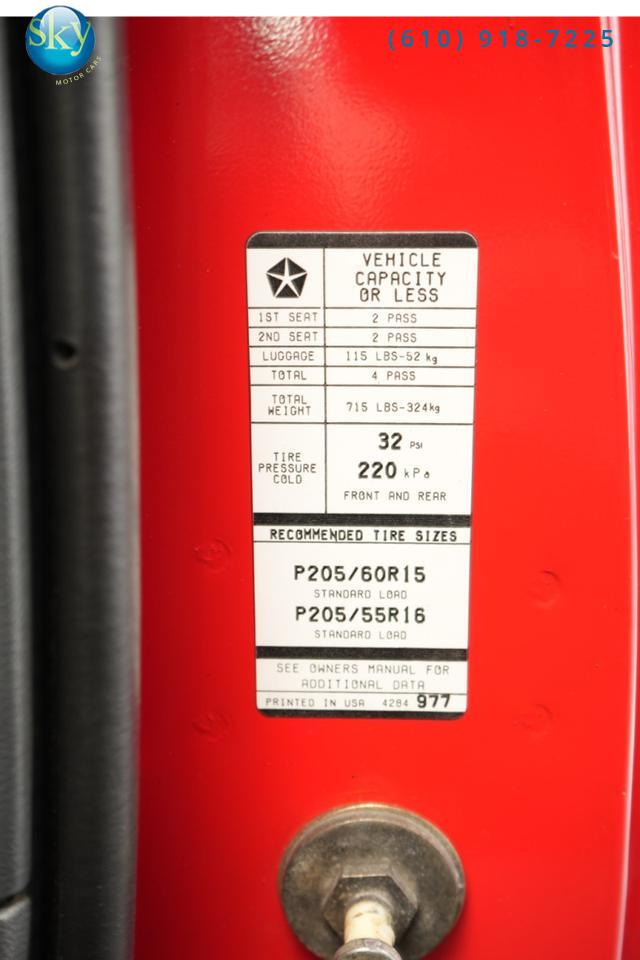 sky
MOTOR CARS
(610) 918-7225
VEHICLE
CAPACITY
OR LESS
1ST SEAT 2 PASS
2ND SEAT 2 PASS
LUGGAGE 115 LBS-52 kg
TOTAL 4 PASS
TOTAL
WEIGHT 715 LBS-324kg
TIRE
PRESSURE
COLD
32 PSI
220 kPa
FRONT AND REAR
RECOMMENDED TIRE SIZES
P205/60R15
STANDARD LOAD
P205/55R16
STANDARD LOAD
SEE OWNERS MANUAL FOR
ADDITIONAL DATA
PRINTED IN USA 4284 977